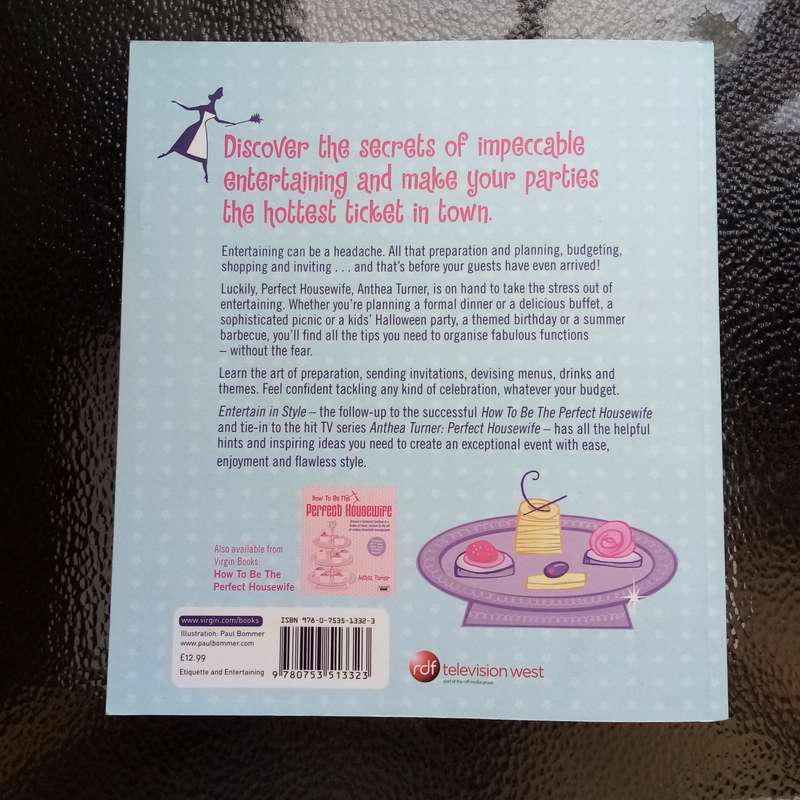 Discover the secrets of impeccable
entertaining and make your parties
the hottest ticket in town.
Entertaining can be a headache. All that preparation and planning, budgeting,
shopping and inviting . . . and that's before your guests have even arrived!
Luckily, Perfect Housewife, Anthea Turner, is on hand to take the stress out of
entertaining. Whether you're planning a formal dinner or a delicious buffet, a
sophisticated picnic or a kids' Halloween party, a themed birthday or a summer
barbecue, you'll find all the tips you need to organise fabulous functions
– without the fear.
Learn the art of preparation, sending invitations, devising menus, drinks and
themes. Feel confident tackling any kind of celebration, whatever your budget.
Entertain in Style – the follow-up to the successful How To Be The Perfect Housewife
and tie-in to the hit TV series Anthea Turner: Perfect Housewife – has all the helpful
hints and inspiring ideas you need to create an exceptional event with ease,
enjoyment and flawless style.
How To Be The
Perfect Housewife
Anthea Turner
Also available from
Virgin Books:
How To Be The
Perfect Housewife
www.virgin.com/books
Illustration: Paul Bommer
www.paulbommer.com
£12.99
Etiquette and Entertaining
ISBN 978-0-7535-1332-3
9 780753 513323
rdf television west
part of the rdf media group